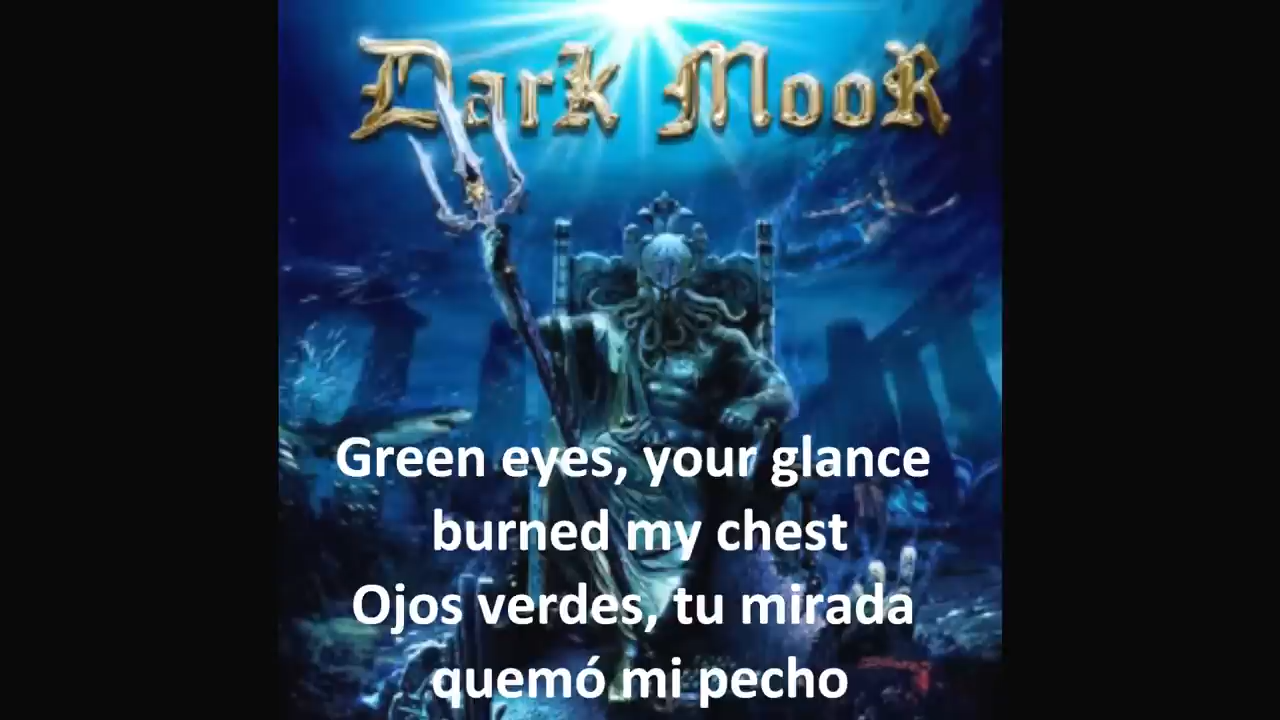 Dark MooR
Green eyes, your glance
burned my chest
Ojos verdes, tu mirada
quemó mi pecho